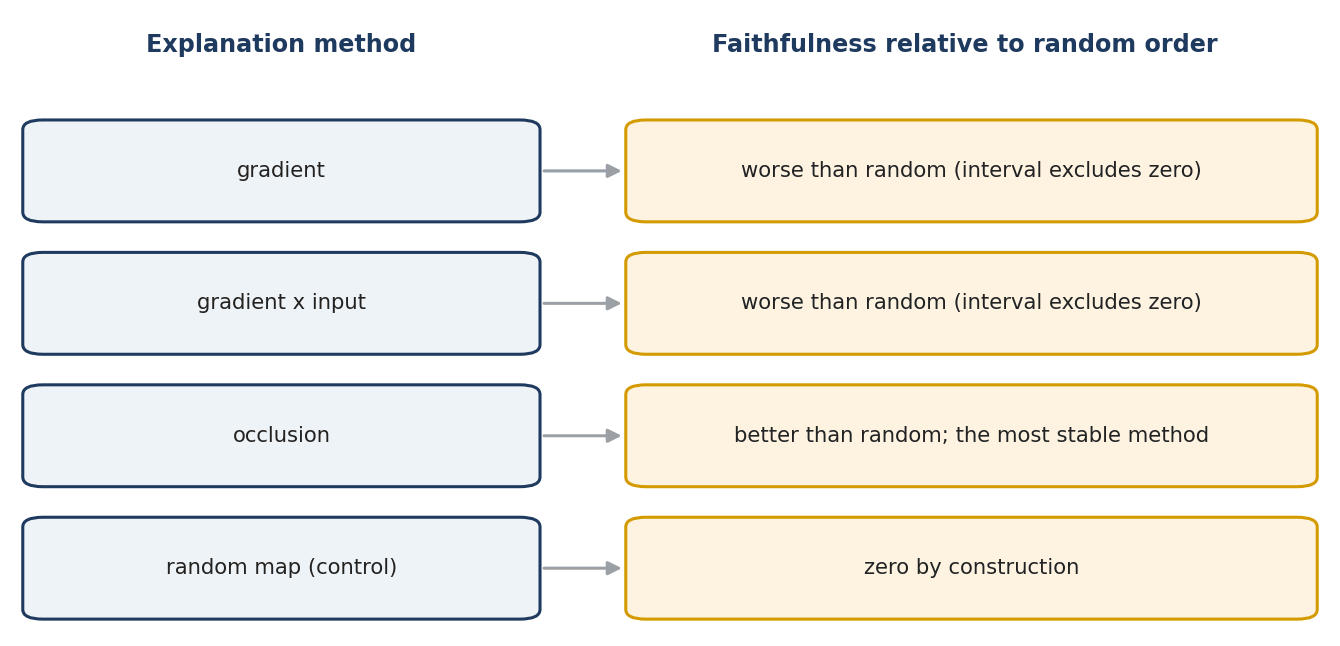 Explanation method
Faithfulness relative to random order
gradient
worse than random (interval excludes zero)
gradient x input
worse than random (interval excludes zero)
occlusion
better than random; the most stable method
random map (control)
zero by construction